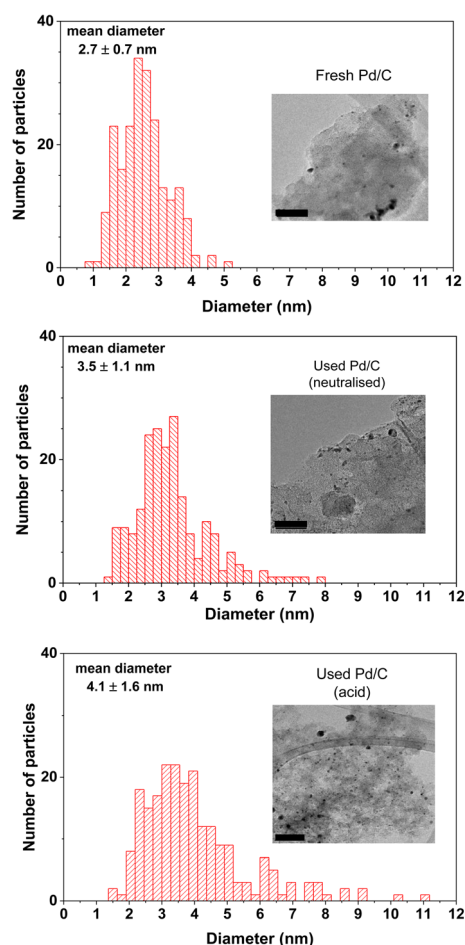 40
mean diameter
2.7 ± 0.7 nm
Fresh Pd/C
Number of particles
20
0
0 1 2 3 4 5 6 7 8 9 10 11 12
Diameter (nm)
40
mean diameter
3.5 ± 1.1 nm
Used Pd/C
(neutralised)
Number of particles
20
0
0 1 2 3 4 5 6 7 8 9 10 11 12
Diameter (nm)
40
mean diameter
4.1 ± 1.6 nm
Used Pd/C
(acid)
Number of particles
20
0
0 1 2 3 4 5 6 7 8 9 10 11 12
Diameter (nm)